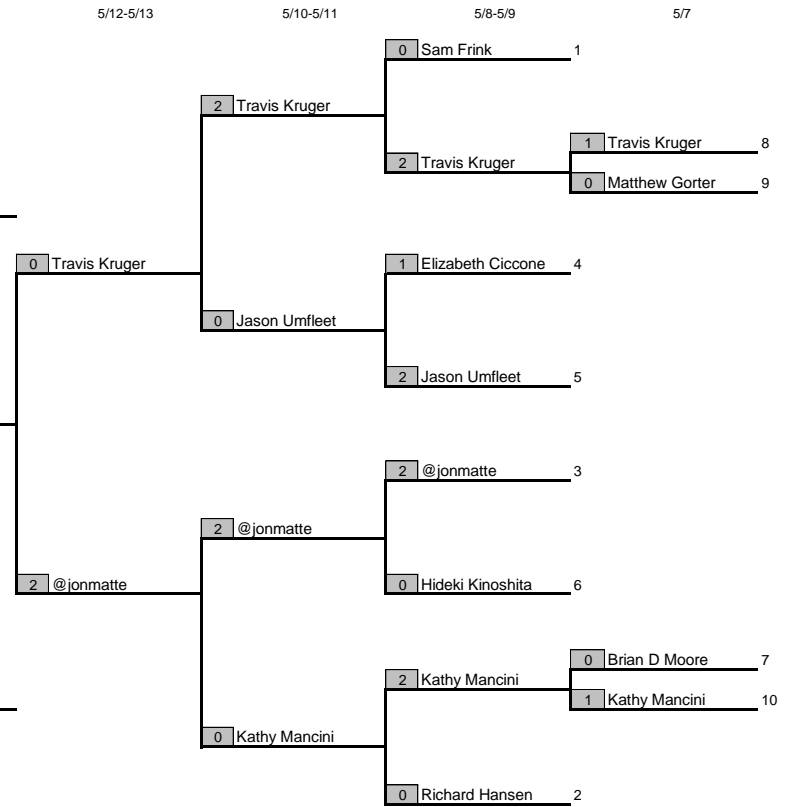 5/12-5/13 5/10-5/11 5/8-5/9 5/7
0 Sam Frink 1
2 Travis Kruger
1 Travis Kruger 8
2 Travis Kruger
0 Matthew Gorter 9
0 Travis Kruger
1 Elizabeth Ciccone 4
0 Jason Umfleet
2 Jason Umfleet 5
2 @jonmatte 3
2 @jonmatte
2 @jonmatte
0 Hideki Kinoshita 6
0 Brian D Moore 7
2 Kathy Mancini
1 Kathy Mancini 10
0 Kathy Mancini
0 Richard Hansen 2